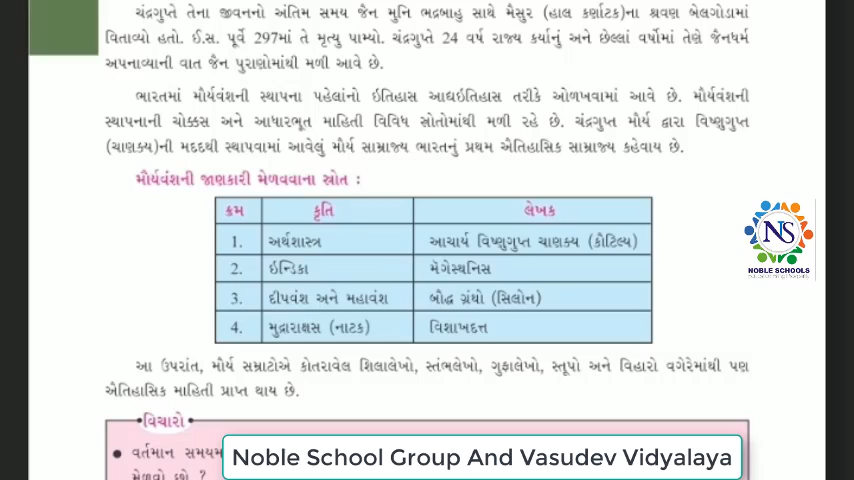 ચંદ્રગુપ્તે તેના જીવનનો અંતિમ સમય જૈન મુનિ ભદ્રબાહુ સાથે મૈસુર (હાલ કર્ણાટક)ના શ્રવણ બેલગોડામાં
વિતાવ્યો હતો. ઈ.સ. પૂર્વે 297માં તે મૃત્યુ પામ્યો. ચંદ્રગુપ્તે 24 વર્ષ રાજ્ય કર્યાનું અને છેલ્લાં વર્ષોમાં તેણે જૈનધર્મ
અપનાવ્યાની વાત જૈન પુરાણોમાંથી મળી આવે છે.
ભારતમાં મૌર્યવંશની સ્થાપના પહેલાંનો ઇતિહાસ આદ્યઇતિહાસ તરીકે ઓળખવામાં આવે છે. મૌર્યવંશની
સ્થાપનાની ચોક્કસ અને આધારભૂત માહિતી વિવિધ સ્રોતોમાંથી મળી રહે છે. ચંદ્રગુપ્ત મૌર્ય દ્વારા વિષ્ણુગુપ્ત
(ચાણક્ય)ની મદદથી સ્થાપવામાં આવેલું મૌર્ય સામ્રાજ્ય ભારતનું પ્રથમ ઐતિહાસિક સામ્રાજ્ય કહેવાય છે.
મૌર્યવંશની જાણકારી મેળવવાના સ્રોત :
ક્રમ કૃતિ લેખક
1. અર્થશાસ્ત્ર આચાર્ય વિષ્ણુગુપ્ત ચાણક્ય (કૌટિલ્ય)
2. ઇન્ડિકા મૅગેસ્થનિસ
3. દીપવંશ અને મહાવંશ બૌદ્ધ ગ્રંથો (સિલોન)
4. મુદ્રારાક્ષસ (નાટક) વિશાખદત્ત
NS
NOBLE SCHOOLS
આ ઉપરાંત, મૌર્ય સમ્રાટોએ કોતરાવેલ શિલાલેખો, સ્તંભલેખો, ગુફાલેખો, સ્તૂપો અને વિહારો વગેરેમાંથી પણ
ઐતિહાસિક માહિતી પ્રાપ્ત થાય છે.
વિચારો
● વર્તમાન
મેળવો છો ?
Noble School Group And Vasudev Vidyalaya